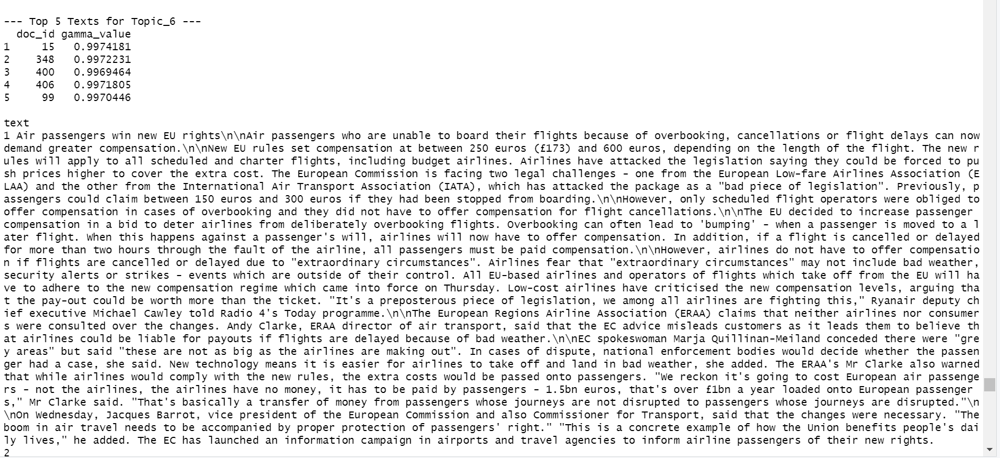 --- Top 5 Texts for Topic_6 ---
doc_id gamma_value
1 15 0.9974181
2 348 0.9972231
3 400 0.9969464
4 406 0.9971805
5 99 0.9970446
text
1 Air passengers win new EU rights\n\nAir passengers who are unable to board their flights because of overbooking, cancellations or flight delays can now
demand greater compensation.\n\nNew EU rules set compensation at between 250 euros (£173) and 600 euros, depending on the length of the flight. The new r
ules will apply to all scheduled and charter flights, including budget airlines. Airlines have attacked the legislation saying they could be forced to pu
sh prices higher to cover the extra cost. The European Commission is facing two legal challenges - one from the European Low-fare Airlines Association (E
LAA) and the other from the International Air Transport Association (IATA), which has attacked the package as a "bad piece of legislation". Previously, p
assengers could claim between 150 euros and 300 euros if they had been stopped from boarding.\n\nHowever, only scheduled flight operators were obliged to
offer compensation in cases of overbooking and they did not have to offer compensation for flight cancellations.\n\nThe EU decided to increase passenger
compensation in a bid to deter airlines from deliberately overbooking flights. Overbooking can often lead to 'bumping' - when a passenger is moved to a l
ater flight. When this happens against a passenger's will, airlines will now have to offer compensation. In addition, if a flight is cancelled or delayed
for more than two hours through the fault of the airline, all passengers must be paid compensation.\n\nHowever, airlines do not have to offer compensatio
n if flights are cancelled or delayed due to "extraordinary circumstances". Airlines fear that "extraordinary circumstances" may not include bad weather,
security alerts or strikes - events which are outside of their control. All EU-based airlines and operators of flights which take off from the EU will ha
ve to adhere to the new compensation regime which came into force on Thursday. Low-cost airlines have criticised the new compensation levels, arguing tha
t the pay-out could be worth more than the ticket. "It's a preposterous piece of legislation, we among all airlines are fighting this," Ryanair deputy ch
ief executive Michael Cawley told Radio 4's Today programme.\n\nThe European Regions Airline Association (ERAA) claims that neither airlines nor consumer
s were consulted over the changes. Andy Clarke, ERAA director of air transport, said that the EC advice misleads customers as it leads them to believe th
at airlines could be liable for payouts if flights are delayed because of bad weather.\n\nEC spokeswoman Marja Quillinan-Meiland conceded there were "gre
y areas" but said "these are not as big as the airlines are making out". In cases of dispute, national enforcement bodies would decide whether the passen
ger had a case, she said. New technology means it is easier for airlines to take off and land in bad weather, she added. The ERAA's Mr Clarke also warned
that while airlines would comply with the new rules, the extra costs would be passed onto passengers. "We reckon it's going to cost European air passenge
rs - not the airlines, the airlines have no money, it has to be paid by passengers - 1.5bn euros, that's over £1bn a year loaded onto European passenger
s," Mr Clarke said. "That's basically a transfer of money from passengers whose journeys are not disrupted to passengers whose journeys are disrupted."\n
\nOn Wednesday, Jacques Barrot, vice president of the European Commission and also Commissioner for Transport, said that the changes were necessary. "The
boom in air travel needs to be accompanied by proper protection of passengers' right." "This is a concrete example of how the Union benefits people's dai
ly lives," he added. The EC has launched an information campaign in airports and travel agencies to inform airline passengers of their new rights.
2